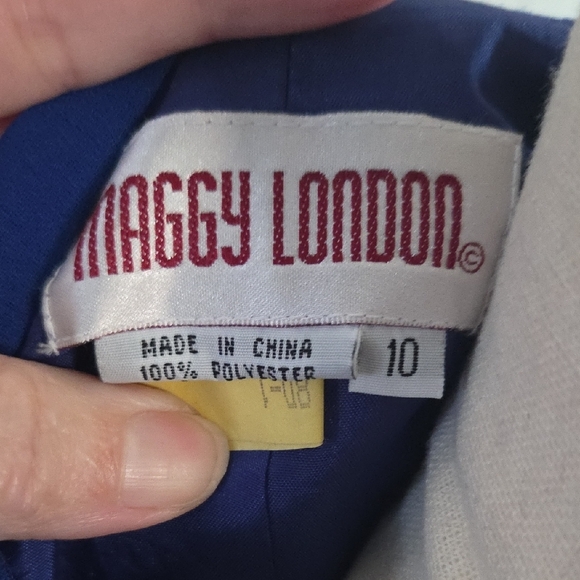 MAGGY LONDON©
MADE IN CHINA
100% POLYESTER
10